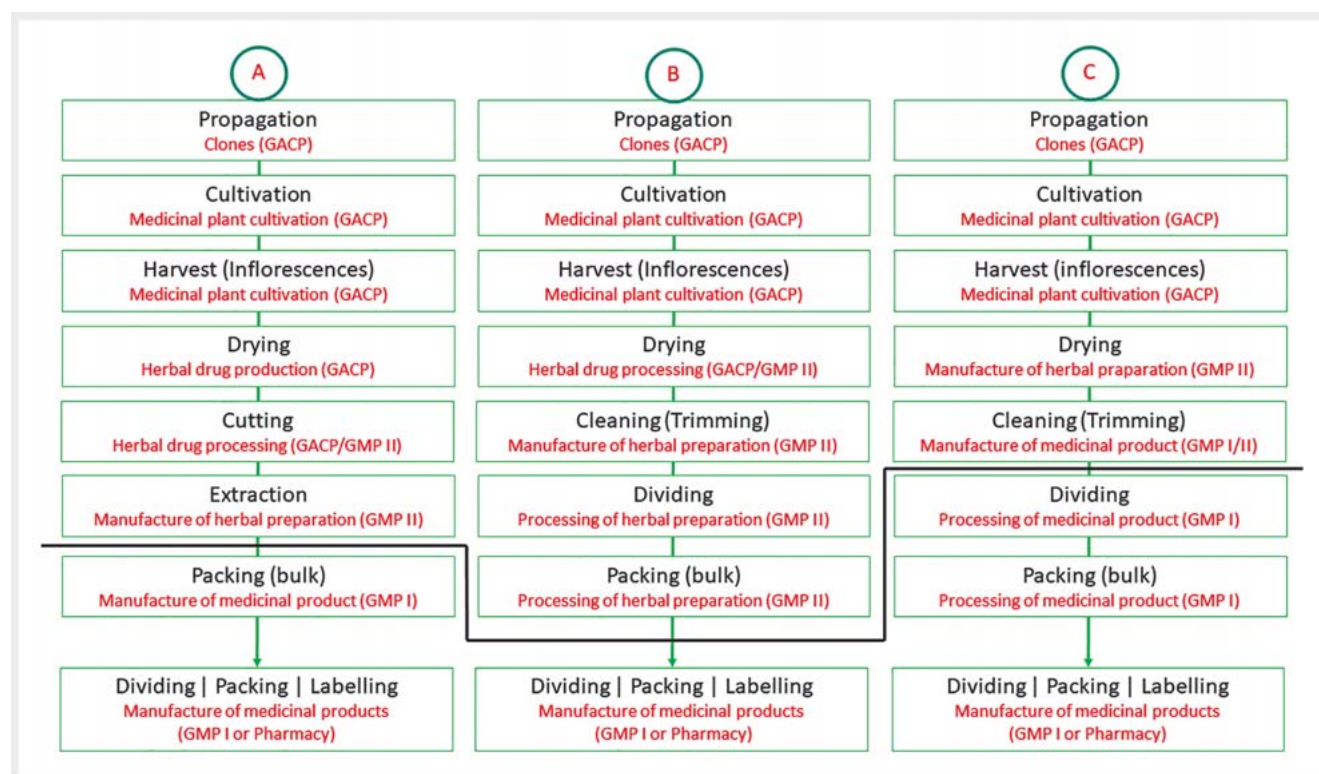 A
Propagation
Clones (GACP)
Cultivation
Medicinal plant cultivation (GACP)
Harvest (Inflorescences)
Medicinal plant cultivation (GACP)
Drying
Herbal drug production (GACP)
Cutting
Herbal drug processing (GACP/GMP II)
Extraction
Manufacture of herbal preparation (GMP II)
Packing (bulk)
Manufacture of medicinal product (GMP I)
Dividing | Packing | Labelling
Manufacture of medicinal products
(GMP I or Pharmacy)
B
Propagation
Clones (GACP)
Cultivation
Medicinal plant cultivation (GACP)
Harvest (Inflorescences)
Medicinal plant cultivation (GACP)
Drying
Herbal drug processing (GACP/GMP II)
Cleaning (Trimming)
Manufacture of herbal preparation (GMP II)
Dividing
Processing of herbal preparation (GMP II)
Packing (bulk)
Processing of herbal preparation (GMP II)
Dividing | Packing | Labelling
Manufacture of medicinal products
(GMP I or Pharmacy)
C
Propagation
Clones (GACP)
Cultivation
Medicinal plant cultivation (GACP)
Harvest (inflorescences)
Medicinal plant cultivation (GACP)
Drying
Manufacture of herbal praparation (GMP II)
Cleaning (Trimming)
Manufacture of medicinal product (GMP I/II)
Dividing
Processing of medicinal product (GMP I)
Packing (bulk)
Processing of medicinal product (GMP I)
Dividing | Packing | Labelling
Manufacture of medicinal products
(GMP I or Pharmacy)